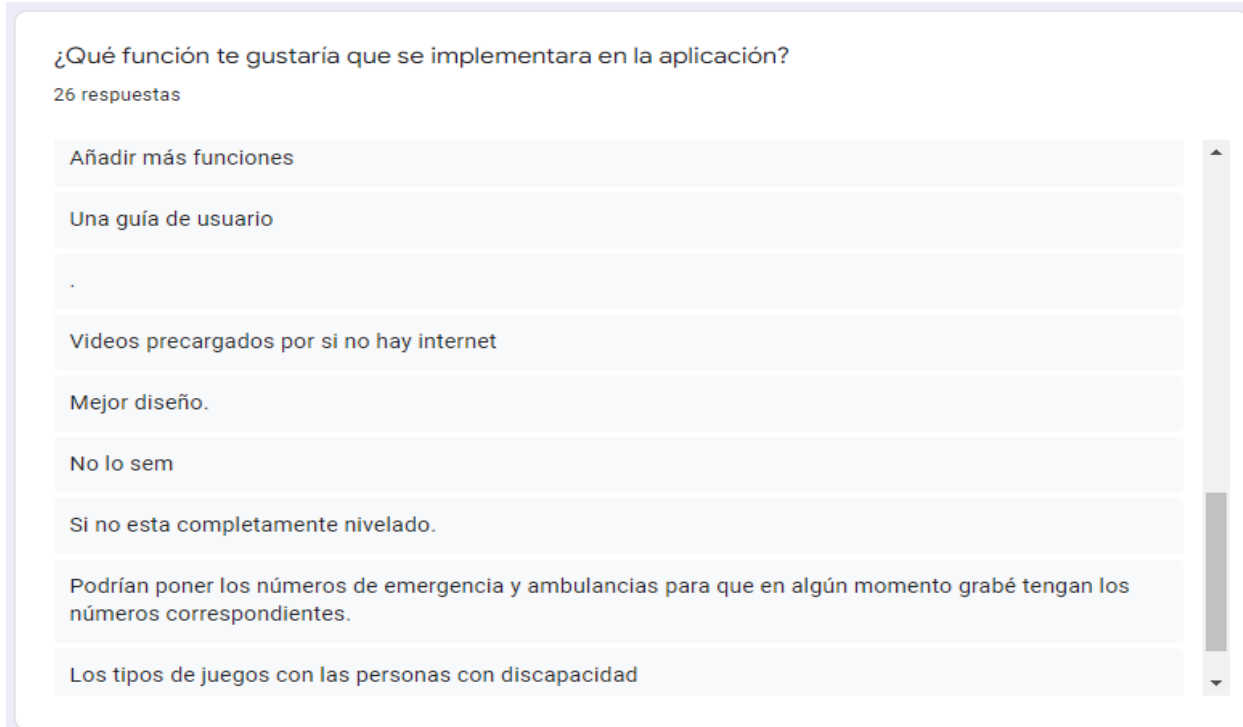 ¿Qué función te gustaría que se implementara en la aplicación?
26 respuestas
Añadir más funciones
Una guía de usuario
.
Videos precargados por si no hay internet
Mejor diseño.
No lo sem
Si no esta completamente nivelado.
Podrían poner los números de emergencia y ambulancias para que en algún momento grabé tengan los
números correspondientes.
Los tipos de juegos con las personas con discapacidad